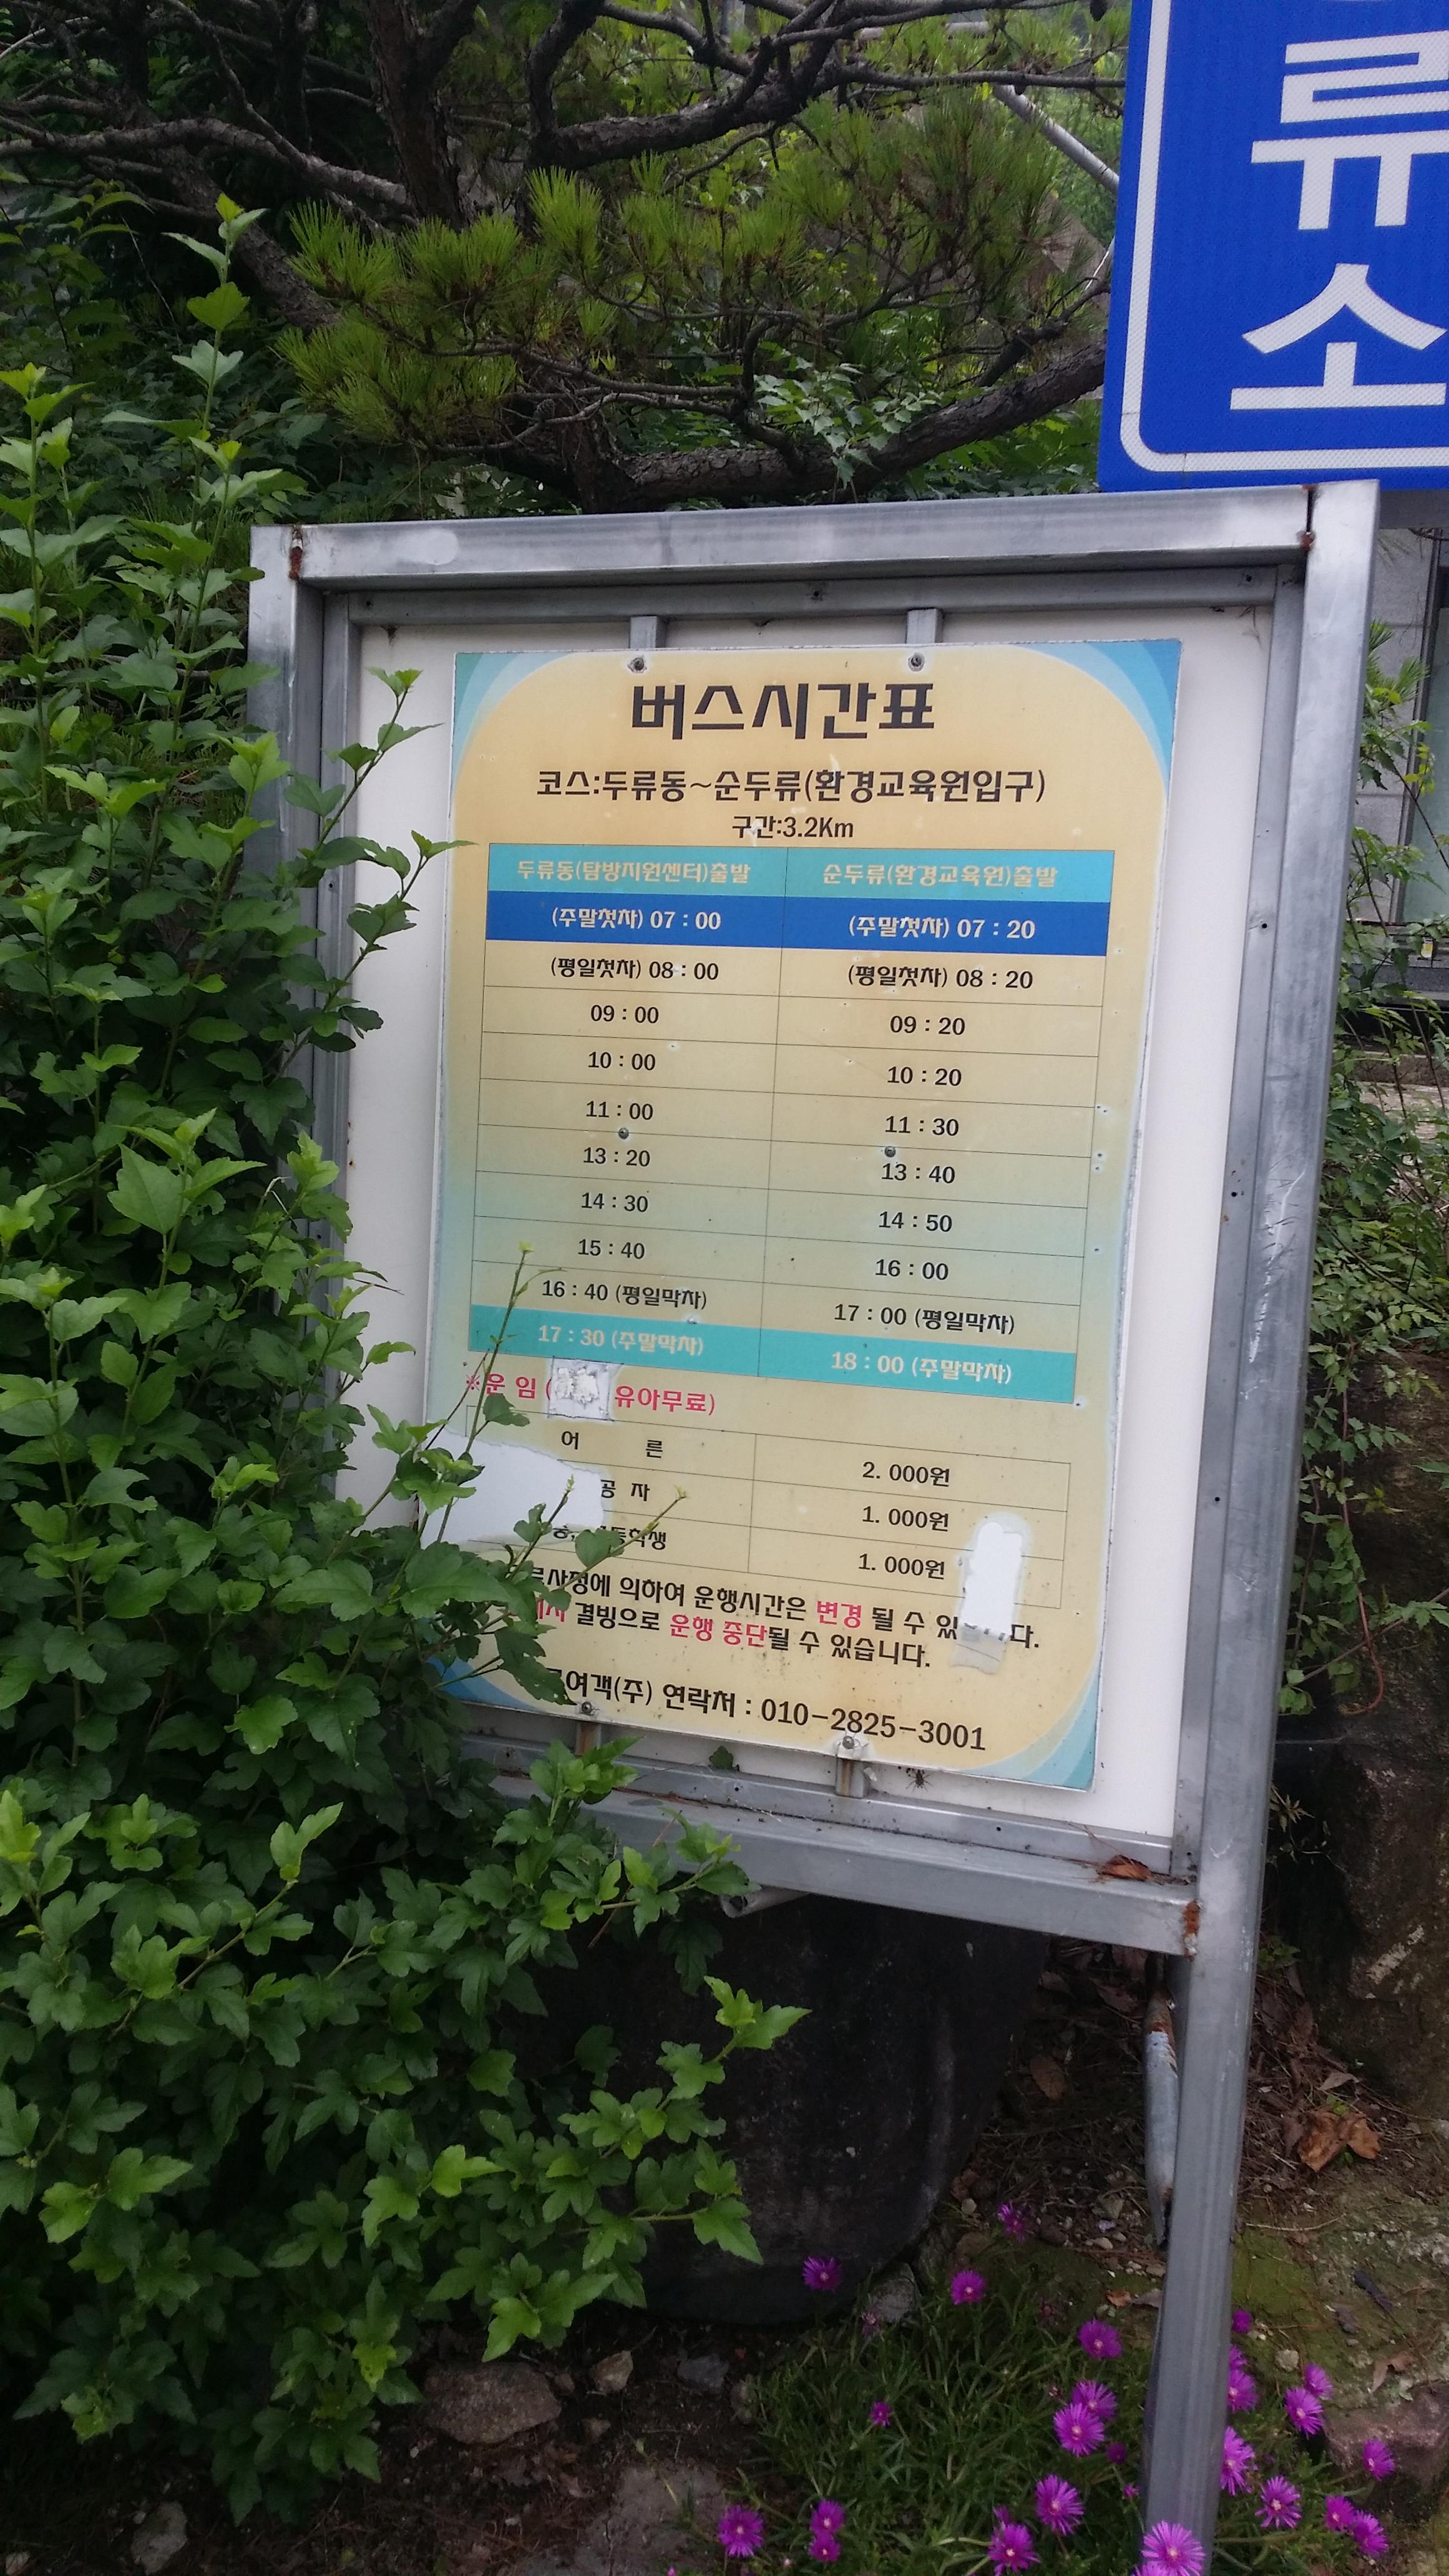 류
소
버스시간표
코스:두류동~순두류(환경교육원입구)
구간:3.2Km
두류동(탐방지원센터)출발 순두류(환경교육원)출발
(주말첫차) 07 : 00 (주말첫차) 07 : 20
(평일첫차) 08 : 00 (평일첫차) 08 : 20
09 : 00 09 : 20
10 : 00 10 : 20
11 : 00 11 : 30
13 : 20 13 : 40
14 : 30 14 : 50
15 : 40 16 : 00
16 : 40 (평일막차) 17 : 00 (평일막차)
17 : 30 (주말막차) 18 : 00 (주말막차)
※운 임 ( 유아무료)
어 른 2. 000원
공 자 1. 000원
1. 000원
의하여 운행시간은 변경 될 수
결빙으로 운행 중단될 수 있습니다.
여객(주) 연락처 : 010-2825-3001